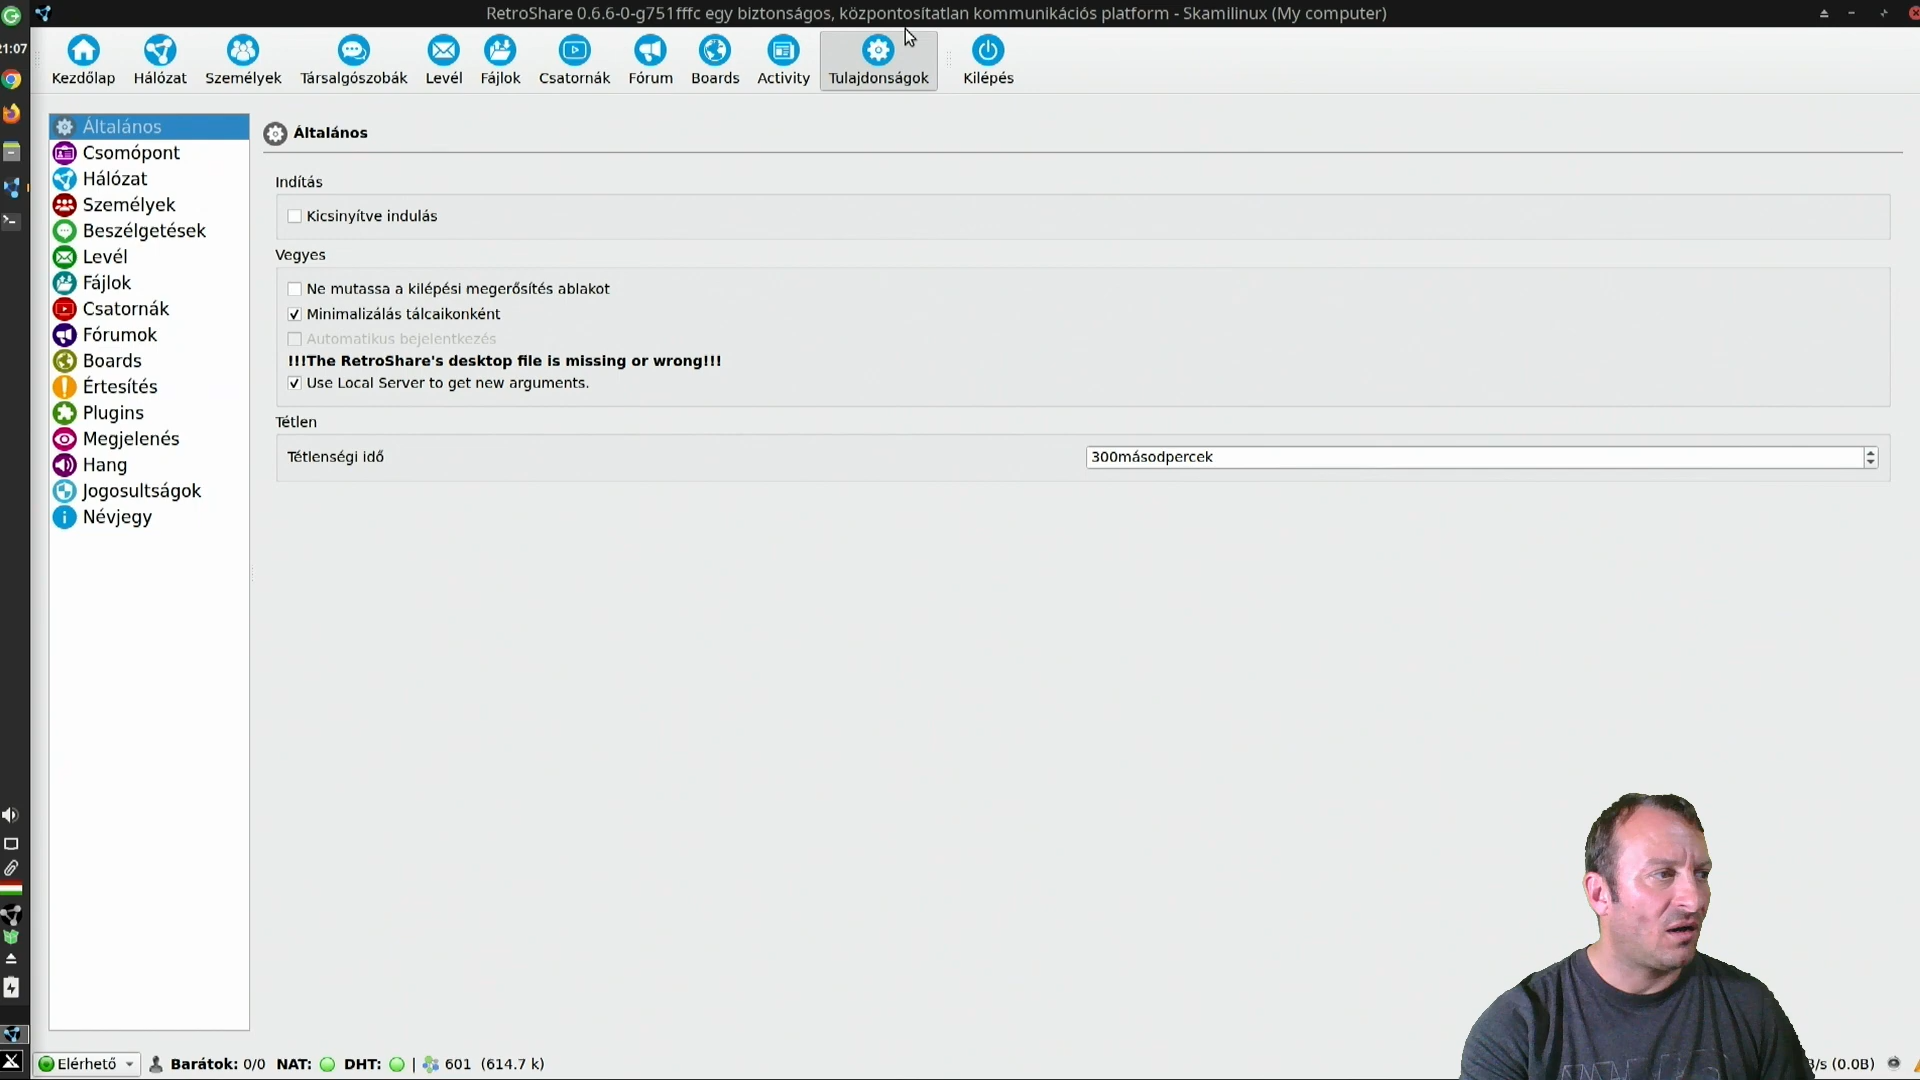 RetroShare 0.6.6-0-g751fffc egy biztonságos, központosítatlan kommunikációs platform - Skamilinux (My computer)
21:07
Kezdőlap Hálózat Személyek Társalgószobák Levél Fájlok Csatornák Fórum Boards Activity Tulajdonságok Kilépés
Általános
Csomópont
Hálózat
Személyek
Beszélgetések
Levél
Fájlok
Csatornák
Fórumok
Boards
Értesítés
Plugins
Megjelenés
Hang
Jogosultságok
Névjegy
Általános
Indítás
Kicsinyítve indulás
Vegyes
Ne mutassa a kilépési megerősítés ablakot
Minimalizálás tálcaikonként
Automatikus bejelentkezés
!!!The RetroShare's desktop file is missing or wrong!!!
Use Local Server to get new arguments.
Tétlen
Tétlenségi idő 300másodpercek
Elérhető Barátok: 0/0 NAT: DHT: | 601 (614.7 k) B/s (0.0B)